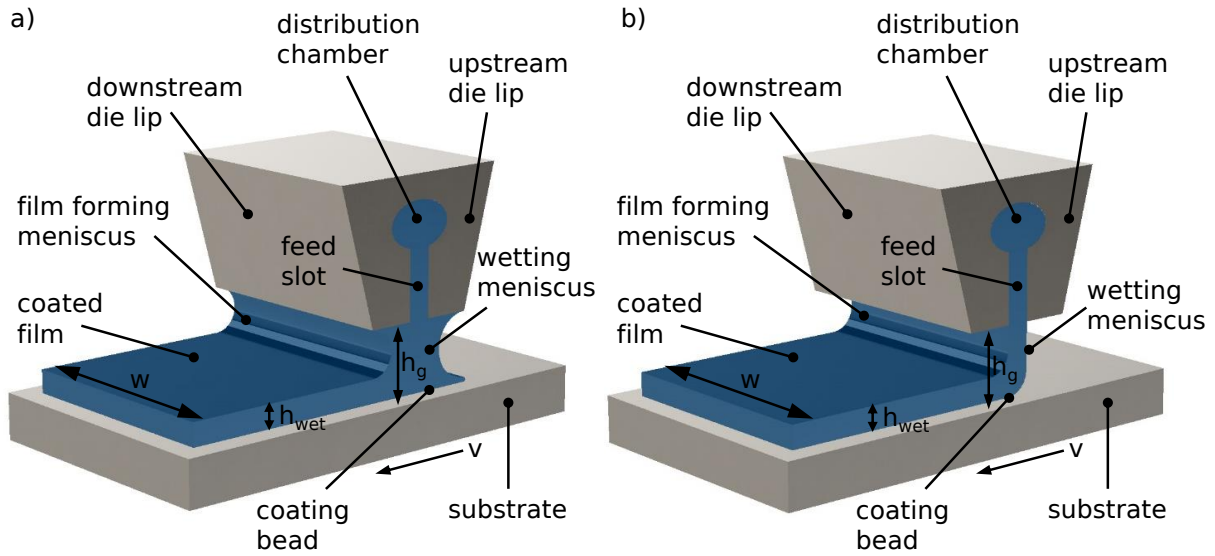 a)
distribution
chamber
upstream
die lip
downstream
die lip
film forming
meniscus
feed
slot
wetting
meniscus
coated
film
w
h_g
h_wet
v
coating
bead
substrate
b)
distribution
chamber
upstream
die lip
downstream
die lip
film forming
meniscus
feed
slot
wetting
meniscus
coated
film
w
h_g
h_wet
v
coating
bead
substrate